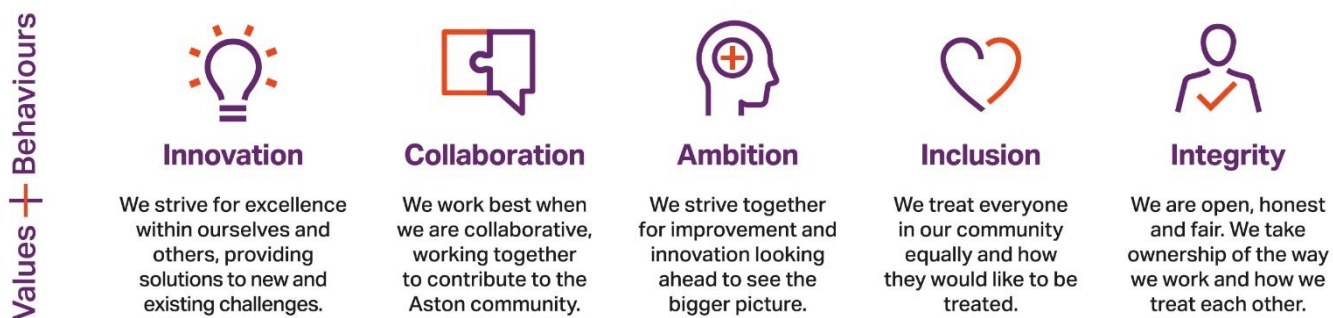 Values + Behaviours
Innovation
We strive for excellence
within ourselves and
others, providing
solutions to new and
existing challenges.
Collaboration
We work best when
we are collaborative,
working together
to contribute to the
Aston community.
Ambition
We strive together
for improvement and
innovation looking
ahead to see the
bigger picture.
Inclusion
We treat everyone
in our community
equally and how
they would like to be
treated.
Integrity
We are open, honest
and fair. We take
ownership of the way
we work and how we
treat each other.